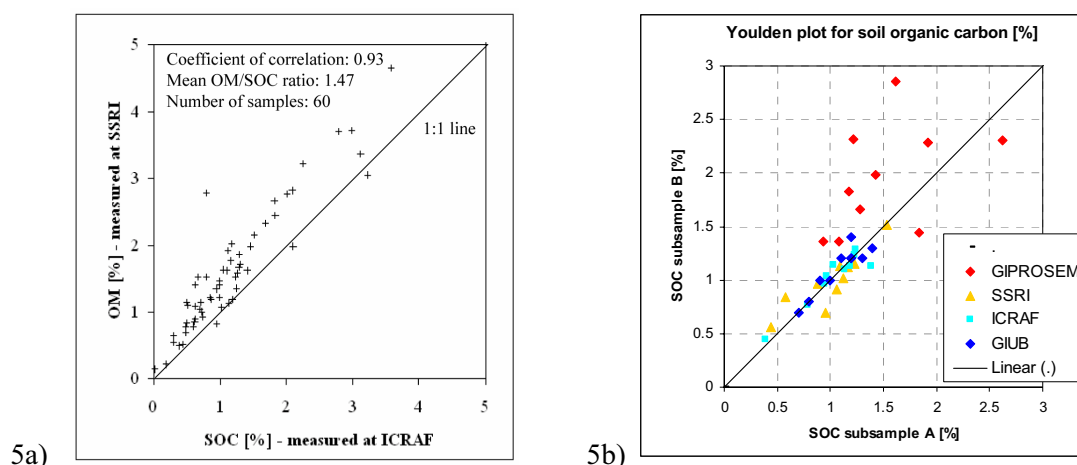 Coefficient of correlation: 0.93
Mean OM/SOC ratio: 1.47
Number of samples: 60
1:1 line
OM [%] - measured at SSRI
5
4
3
2
1
0
0 1 2 3 4 5
SOC [%] - measured at ICRAF
5a)
Youlden plot for soil organic carbon [%]
SOC subsample B [%]
3
2.5
2
1.5
1
0.5
0
0 0.5 1 1.5 2 2.5 3
SOC subsample A [%]
- .
GIPROSEM
SSRI
ICRAF
GIUB
Linear (.)
5b)